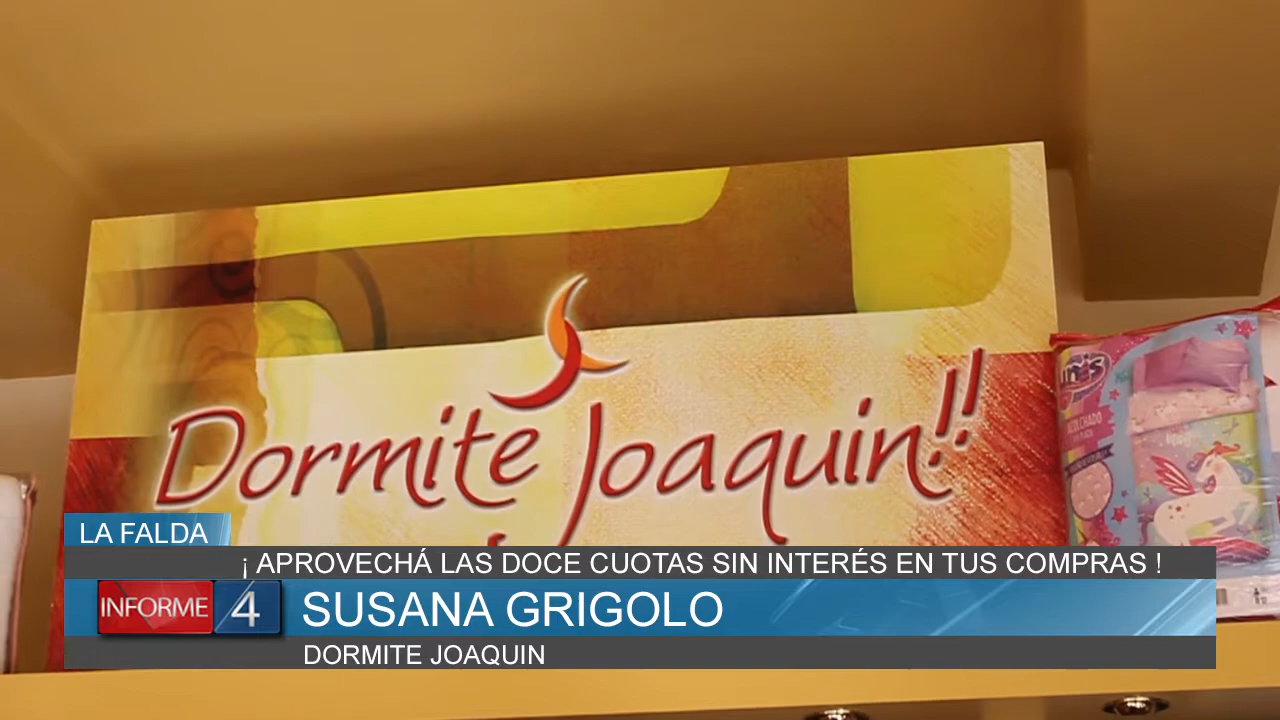 Dormite Joaquin!!
ACOLCHADO
LA FALDA
¡ APROVECHÁ LAS DOCE CUOTAS SIN INTERÉS EN TUS COMPRAS !
INFORME 4
SUSANA GRIGOLO
DORMITE JOAQUIN